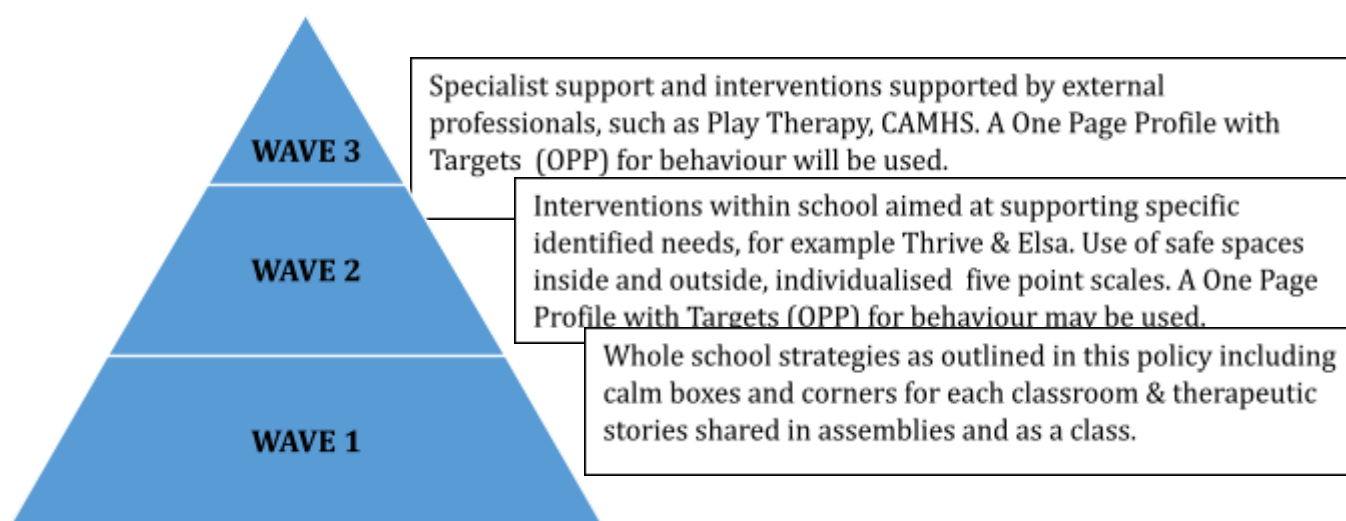 WAVE 3
Specialist support and interventions supported by external
professionals, such as Play Therapy, CAMHS. A One Page Profile with
Targets (OPP) for behaviour will be used.
WAVE 2
Interventions within school aimed at supporting specific
identified needs, for example Thrive & Elsa. Use of safe spaces
inside and outside, individualised five point scales. A One Page
Profile with Targets (OPP) for behaviour may be used.
WAVE 1
Whole school strategies as outlined in this policy including
calm boxes and corners for each classroom & therapeutic
stories shared in assemblies and as a class.